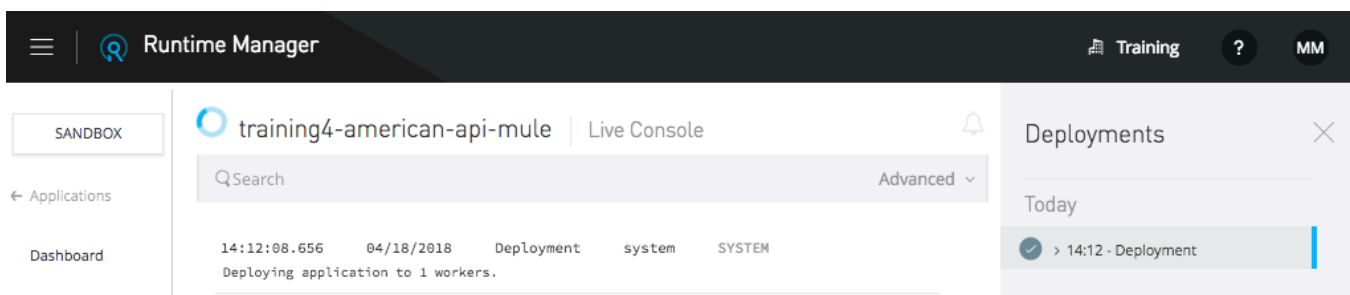 Runtime Manager
Training
?
MM
SANDBOX
← Applications
Dashboard
training4-american-api-mule
Live Console
Search
Advanced
14:12:08.656 04/18/2018 Deployment system SYSTEM
Deploying application to 1 workers.
Deployments
Today
> 14:12 - Deployment